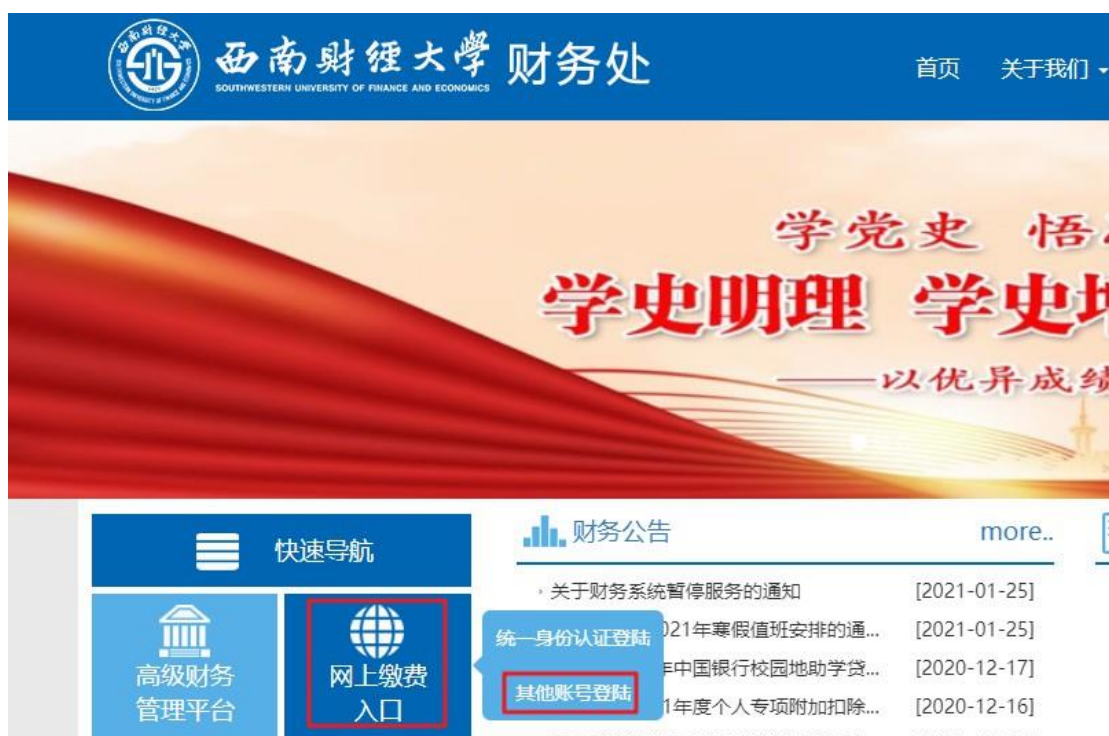 西南财经大学 财务处
SOUTHWESTERN UNIVERSITY OF FINANCE AND ECONOMICS
首页 关于我们
学党史 悟
学史明理 学史
——以优异成绩
快速导航
财务公告 more..
高级财务
管理平台
网上缴费
入口
统一身份认证登陆
其他账号登陆
关于财务系统暂停服务的通知 [2021-01-25]
021年寒假值班安排的通... [2021-01-25]
年中国银行校园地助学贷... [2020-12-17]
1年度个人专项附加扣除... [2020-12-16]